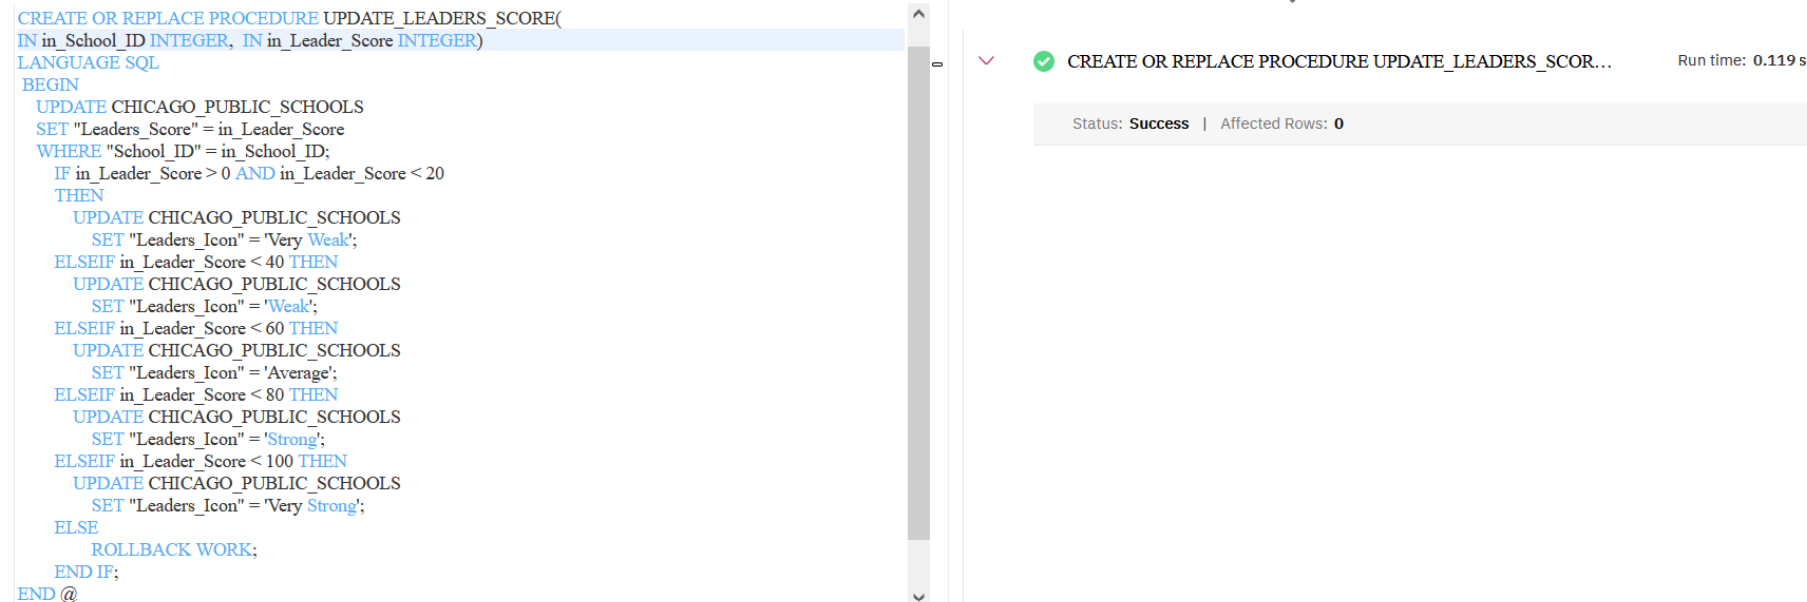 CREATE OR REPLACE PROCEDURE UPDATE_LEADERS_SCORE(
IN in_School_ID INTEGER,  IN in_Leader_Score INTEGER)
LANGUAGE SQL
BEGIN
UPDATE CHICAGO_PUBLIC_SCHOOLS
SET "Leaders_Score" = in_Leader_Score
WHERE "School_ID" = in_School_ID;
IF in_Leader_Score > 0 AND in_Leader_Score < 20
THEN
UPDATE CHICAGO_PUBLIC_SCHOOLS
SET "Leaders_Icon" = 'Very Weak';
ELSEIF in_Leader_Score < 40 THEN
UPDATE CHICAGO_PUBLIC_SCHOOLS
SET "Leaders_Icon" = 'Weak';
ELSEIF in_Leader_Score < 60 THEN
UPDATE CHICAGO_PUBLIC_SCHOOLS
SET "Leaders_Icon" = 'Average';
ELSEIF in_Leader_Score < 80 THEN
UPDATE CHICAGO_PUBLIC_SCHOOLS
SET "Leaders_Icon" = 'Strong';
ELSEIF in_Leader_Score < 100 THEN
UPDATE CHICAGO_PUBLIC_SCHOOLS
SET "Leaders_Icon" = 'Very Strong';
ELSE
ROLLBACK WORK;
END IF;
END @
CREATE OR REPLACE PROCEDURE UPDATE_LEADERS_SCOR... Run time: 0.119 s
Status: Success | Affected Rows: 0